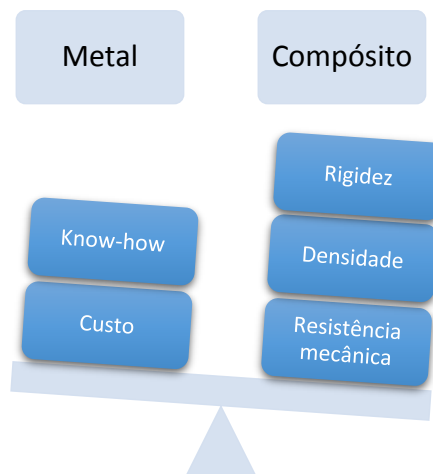 Metal
Compósito
Rigidez
Know-how
Densidade
Custo
Resistência
mecânica